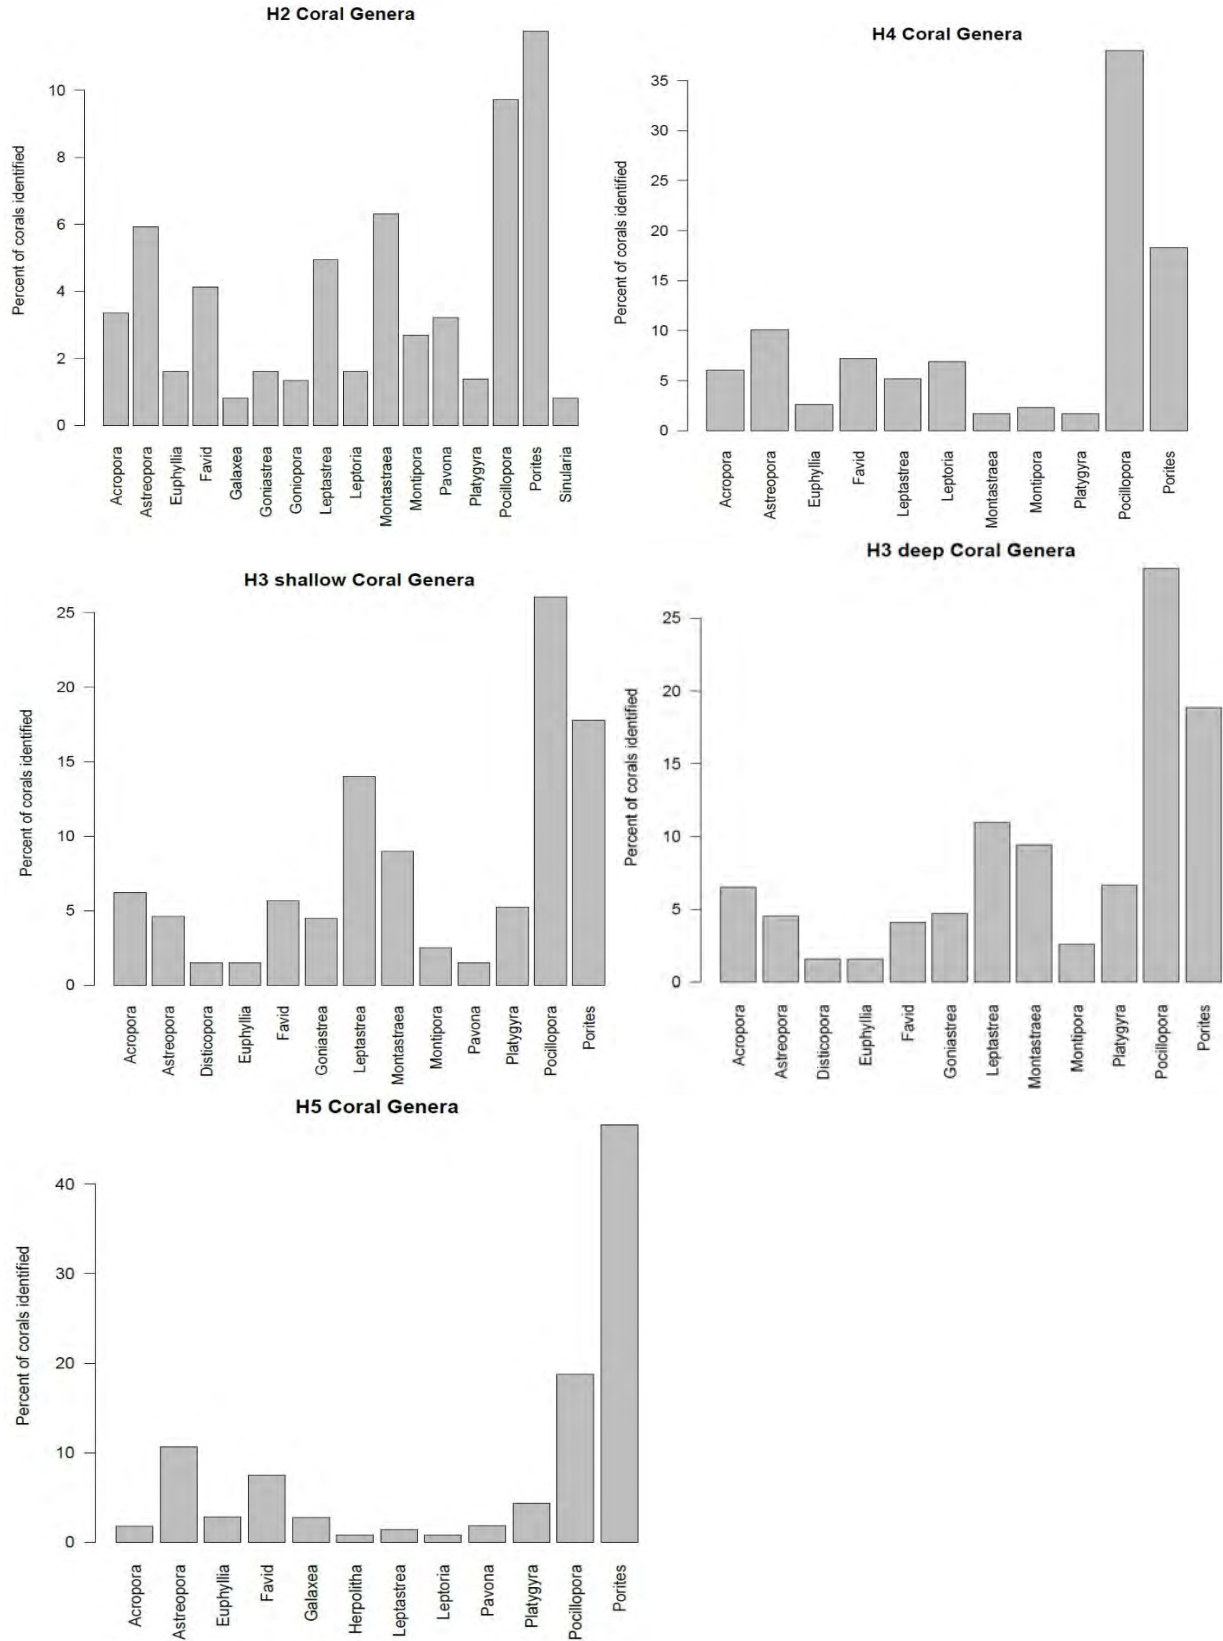 H2 Coral Genera
Percent of corals identified
10
8
6
4
2
0
Acropora
Astreopora
Euphyllia
Favid
Galaxea
Goniastrea
Goniopora
Leptastrea
Leptoria
Montastraea
Montipora
Pavona
Platygyra
Pocillopora
Porites
Sinularia
H4 Coral Genera
Percent of corals identified
35
30
25
20
15
10
5
0
Acropora
Astreopora
Euphyllia
Favid
Leptastrea
Leptoria
Montastraea
Montipora
Platygyra
Pocillopora
Porites
H3 shallow Coral Genera
Percent of corals identified
25
20
15
10
5
0
Acropora
Astreopora
Disticopora
Euphyllia
Favid
Goniastrea
Leptastrea
Montastraea
Montipora
Pavona
Platygyra
Pocillopora
Porites
H3 deep Coral Genera
Percent of corals identified
25
20
15
10
5
0
Acropora
Astreopora
Disticopora
Euphyllia
Favid
Goniastrea
Leptastrea
Montastraea
Montipora
Platygyra
Pocillopora
Porites
H5 Coral Genera
Percent of corals identified
40
30
20
10
0
Acropora
Astreopora
Euphyllia
Favid
Galaxea
Herpolitha
Leptastrea
Leptoria
Pavona
Platygyra
Pocillopora
Porites